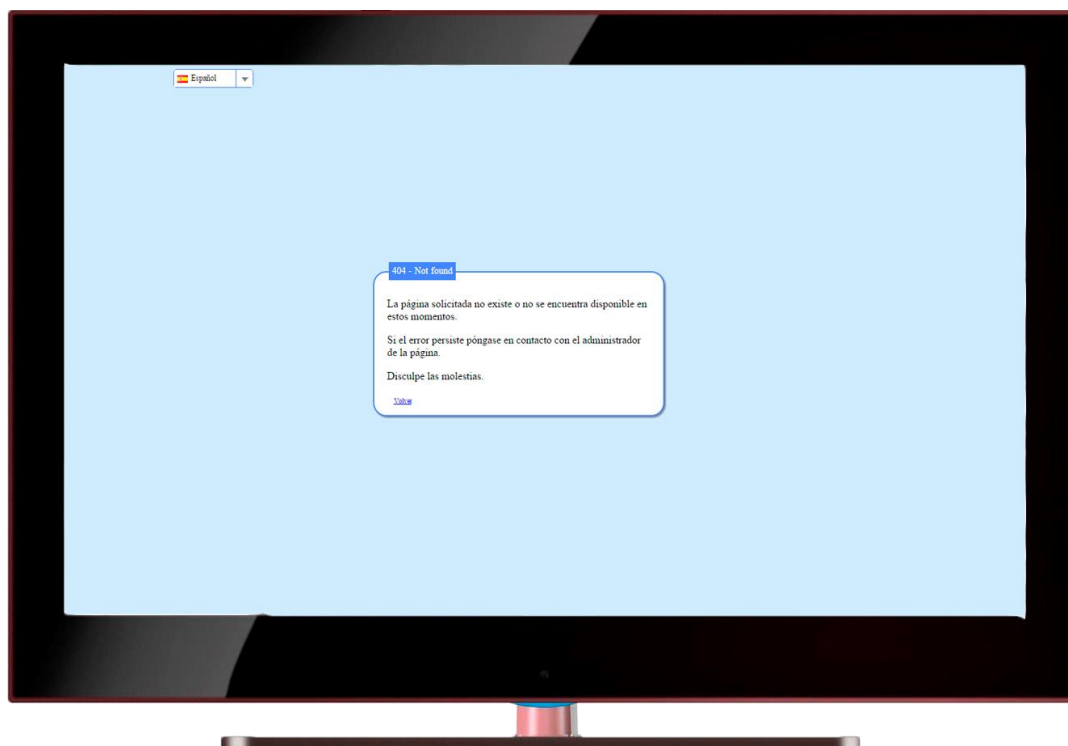 Español
404 - Not found
La página solicitada no existe o no se encuentra disponible en
estos momentos.
Si el error persiste póngase en contacto con el administrador
de la página.
Disculpe las molestias.
Volver